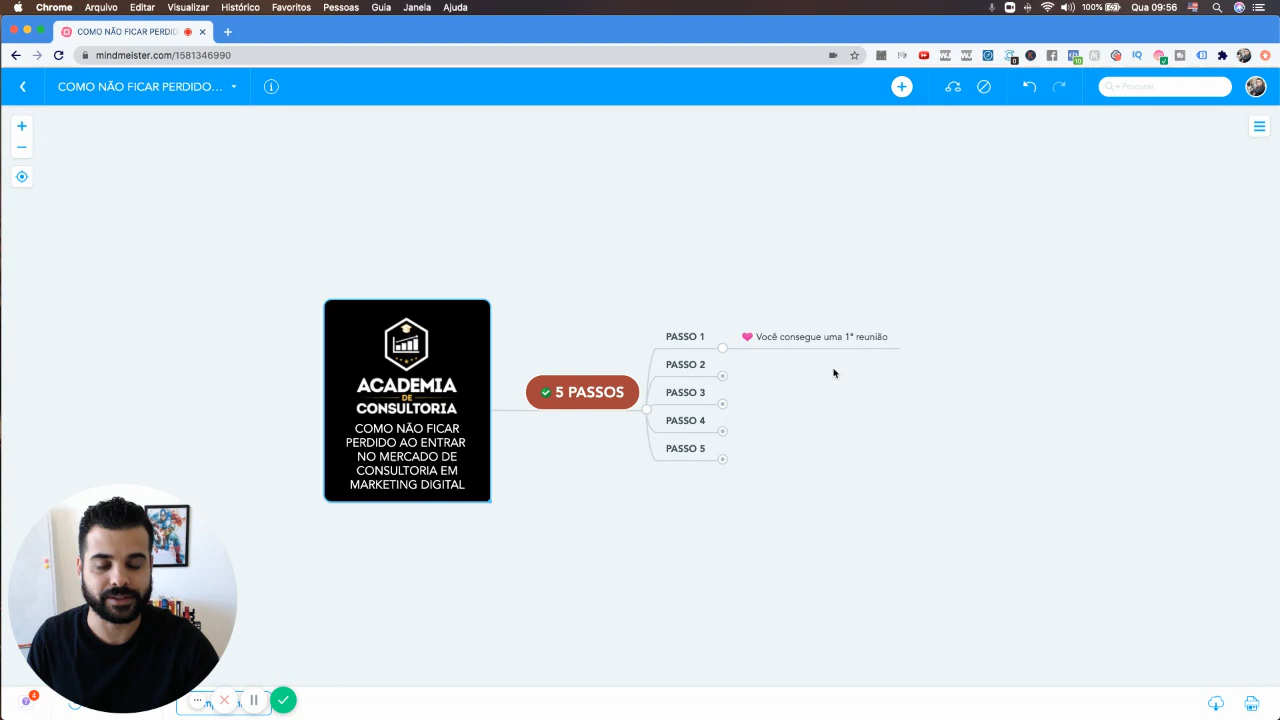 Chrome Arquivo Editar Visualizar Histórico Favoritos Pessoas Guia Janela Ajuda
100% Qua 09:56
COMO NÃO FICAR PERDID
mindmeister.com/1581346990
COMO NÃO FICAR PERDIDO...
Procurar
ACADEMIA
DE
CONSULTORIA
COMO NÃO FICAR
PERDIDO AO ENTRAR
NO MERCADO DE
CONSULTORIA EM
MARKETING DIGITAL
5 PASSOS
PASSO 1
Você consegue uma 1ª reunião
PASSO 2
PASSO 3
PASSO 4
PASSO 5
4